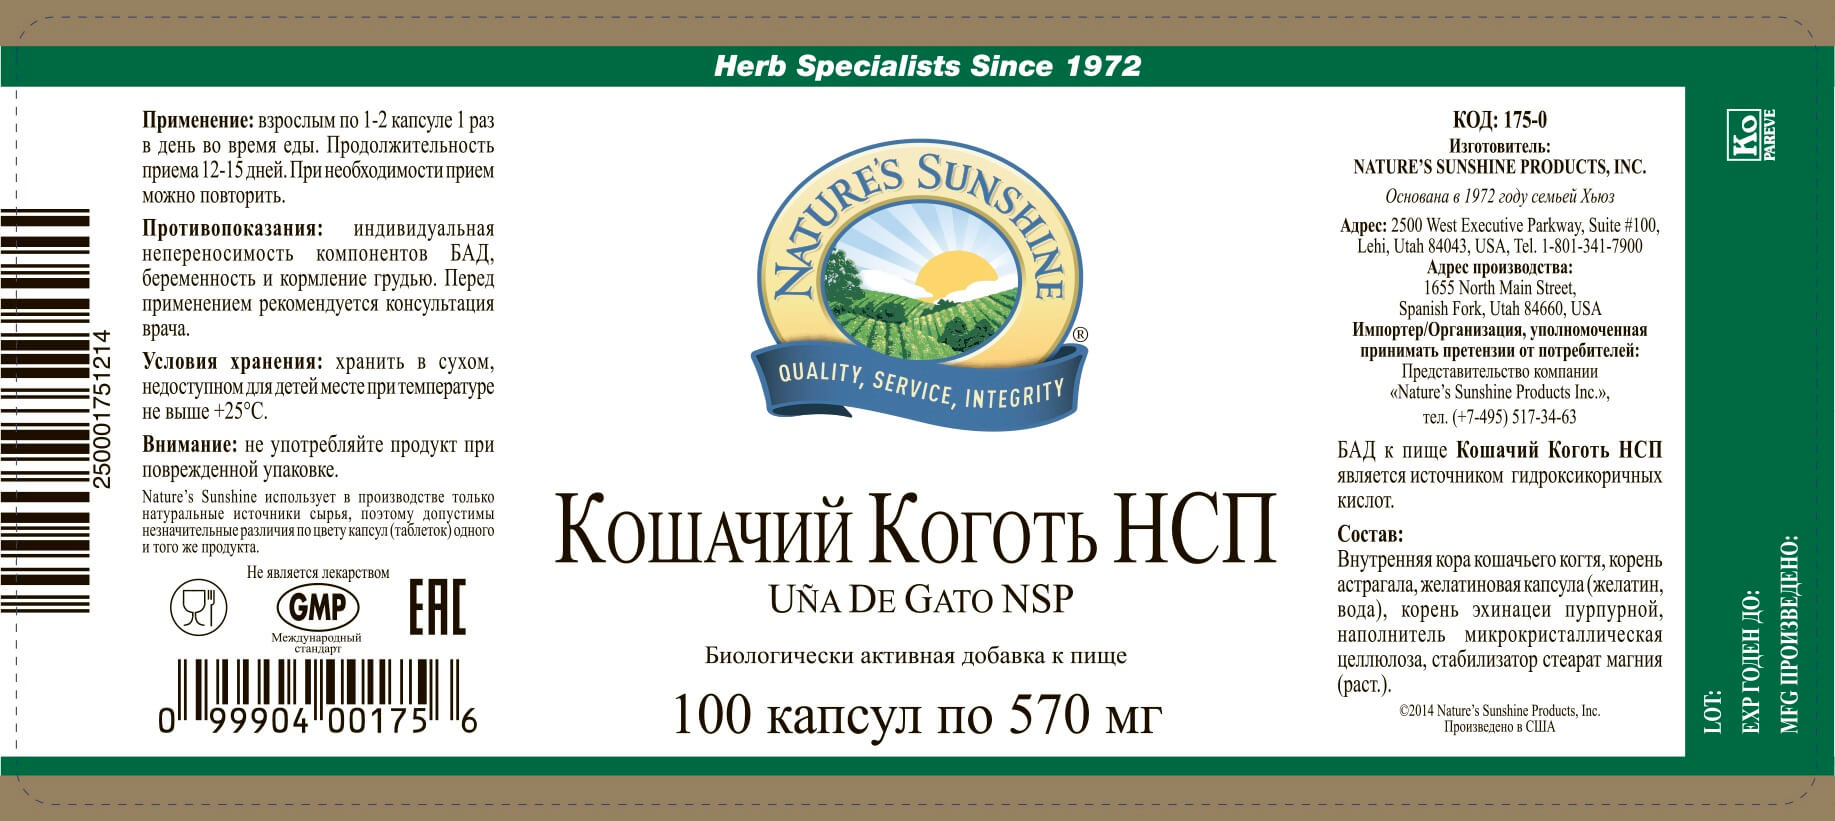 Herb Specialists Since 1972
250001751214
Применение: взрослым по 1-2 капсуле 1 раз
в день во время еды. Продолжительность
приема 12-15 дней. При необходимости прием
можно повторить.
Противопоказания: индивидуальная
непереносимость компонентов БАД,
беременность и кормление грудью. Перед
применением рекомендуется консультация
врача.
Условия хранения: хранить в сухом,
недоступном для детей месте при температуре
не выше +25°С.
Внимание: не употребляйте продукт при
поврежденной упаковке.
Nature’s Sunshine использует в производстве только
натуральные источники сырья, поэтому допустимы
незначительные различия по цвету капсул (таблеток) одного
и того же продукта.
Не является лекарством
GMP
Международный
стандарт
EAC
0 99904 00175 6
NATURE'S SUNSHINE
®
QUALITY, SERVICE, INTEGRITY
Кошачий Коготь НСП
Uña De Gato NSP
Биологически активная добавка к пище
100 капсул по 570 мг
КОД: 175-0
Изготовитель:
NATURE’S SUNSHINE PRODUCTS, INC.
Основана в 1972 году семьей Хьюз
Адрес: 2500 West Executive Parkway, Suite #100,
Lehi, Utah 84043, USA, Tel. 1-801-341-7900
Адрес производства:
1655 North Main Street,
Spanish Fork, Utah 84660, USA
Импортер/Организация, уполномоченная
принимать претензии от потребителей:
Представительство компании
«Nature’s Sunshine Products Inc.»,
тел. (+7-495) 517-34-63
БАД к пище Кошачий Коготь НСП
является источником гидроксикоричных
кислот.
Состав:
Внутренняя кора кошачьего когтя, корень
астрагала, желатиновая капсула (желатин,
вода), корень эхинацеи пурпурной,
наполнитель микрокристаллическая
целлюлоза, стабилизатор стеарат магния
(раст.).
©2014 Nature’s Sunshine Products, Inc.
Произведено в США
Ko
PAREVE
LOT:
EXP ГОДЕН ДО:
MFG ПРОИЗВЕДЕНО: